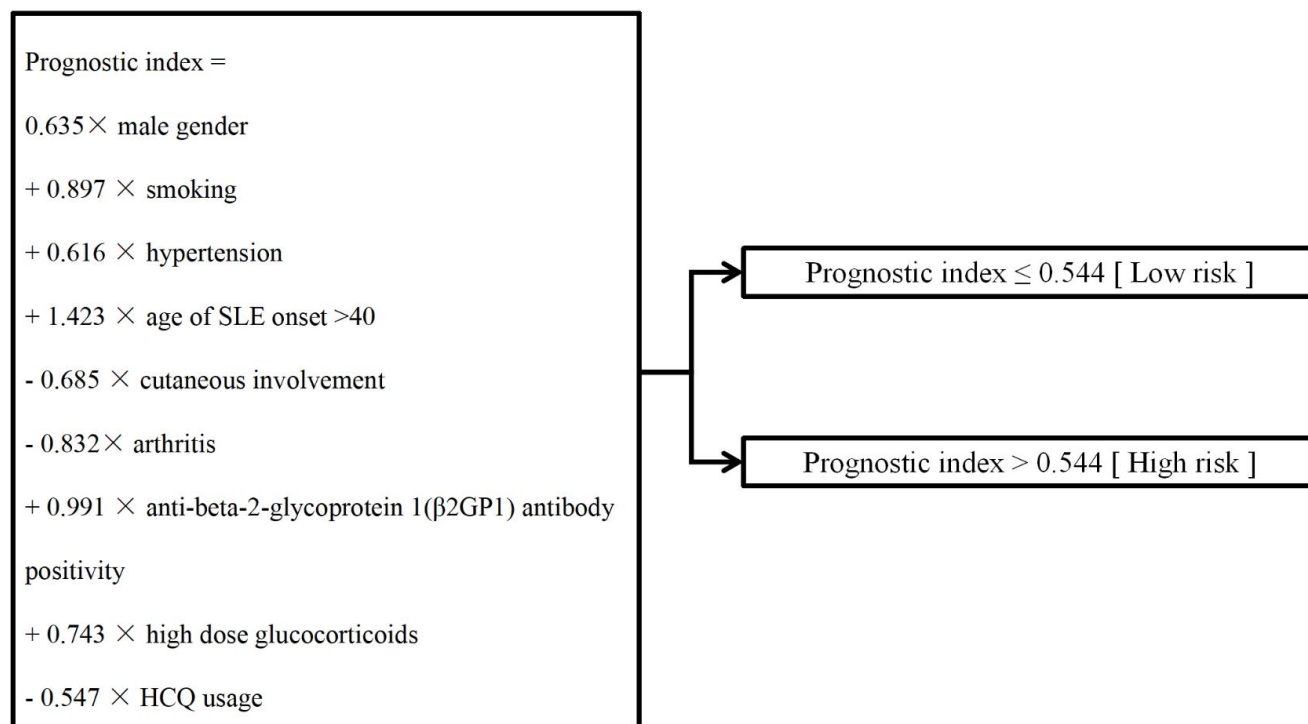 Prognostic index =
0.635× male gender
+ 0.897 × smoking
+ 0.616 × hypertension
+ 1.423 × age of SLE onset >40
- 0.685 × cutaneous involvement
- 0.832× arthritis
+ 0.991 × anti-beta-2-glycoprotein 1(β2GP1) antibody
positivity
+ 0.743 × high dose glucocorticoids
- 0.547 × HCQ usage
Prognostic index ≤ 0.544 [ Low risk ]
Prognostic index > 0.544 [ High risk ]